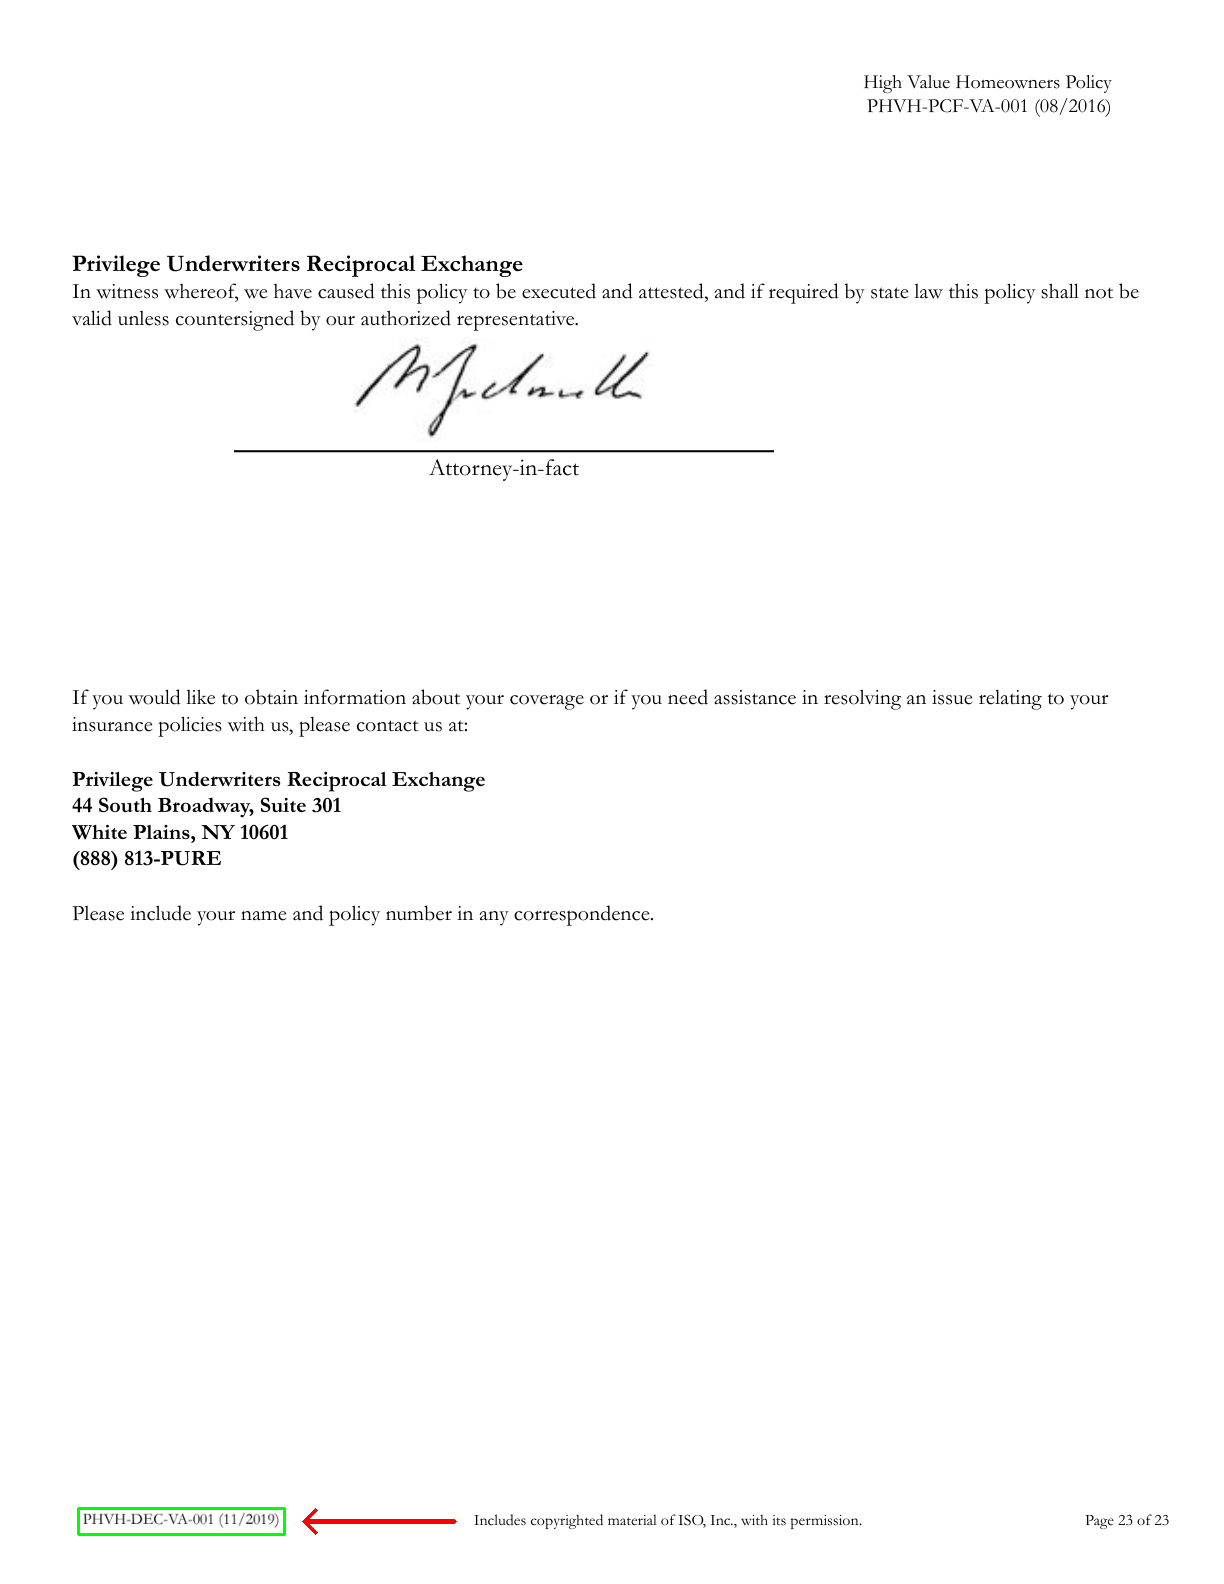 High Value Homeowners Policy
PHVH-PCF-VA-001 (08/2016)
Privilege Underwriters Reciprocal Exchange
In witness whereof, we have caused this policy to be executed and attested, and if required by state law this policy shall not be
valid unless countersigned by our authorized representative.
Attorney-in-fact
If you would like to obtain information about your coverage or if you need assistance in resolving an issue relating to your
insurance policies with us, please contact us at:
Privilege Underwriters Reciprocal Exchange
44 South Broadway, Suite 301
White Plains, NY 10601
(888) 813-PURE
Please include your name and policy number in any correspondence.
PHVH-DEC-VA-001 (11/2019) Includes copyrighted material of ISO, Inc., with its permission. Page 23 of 23